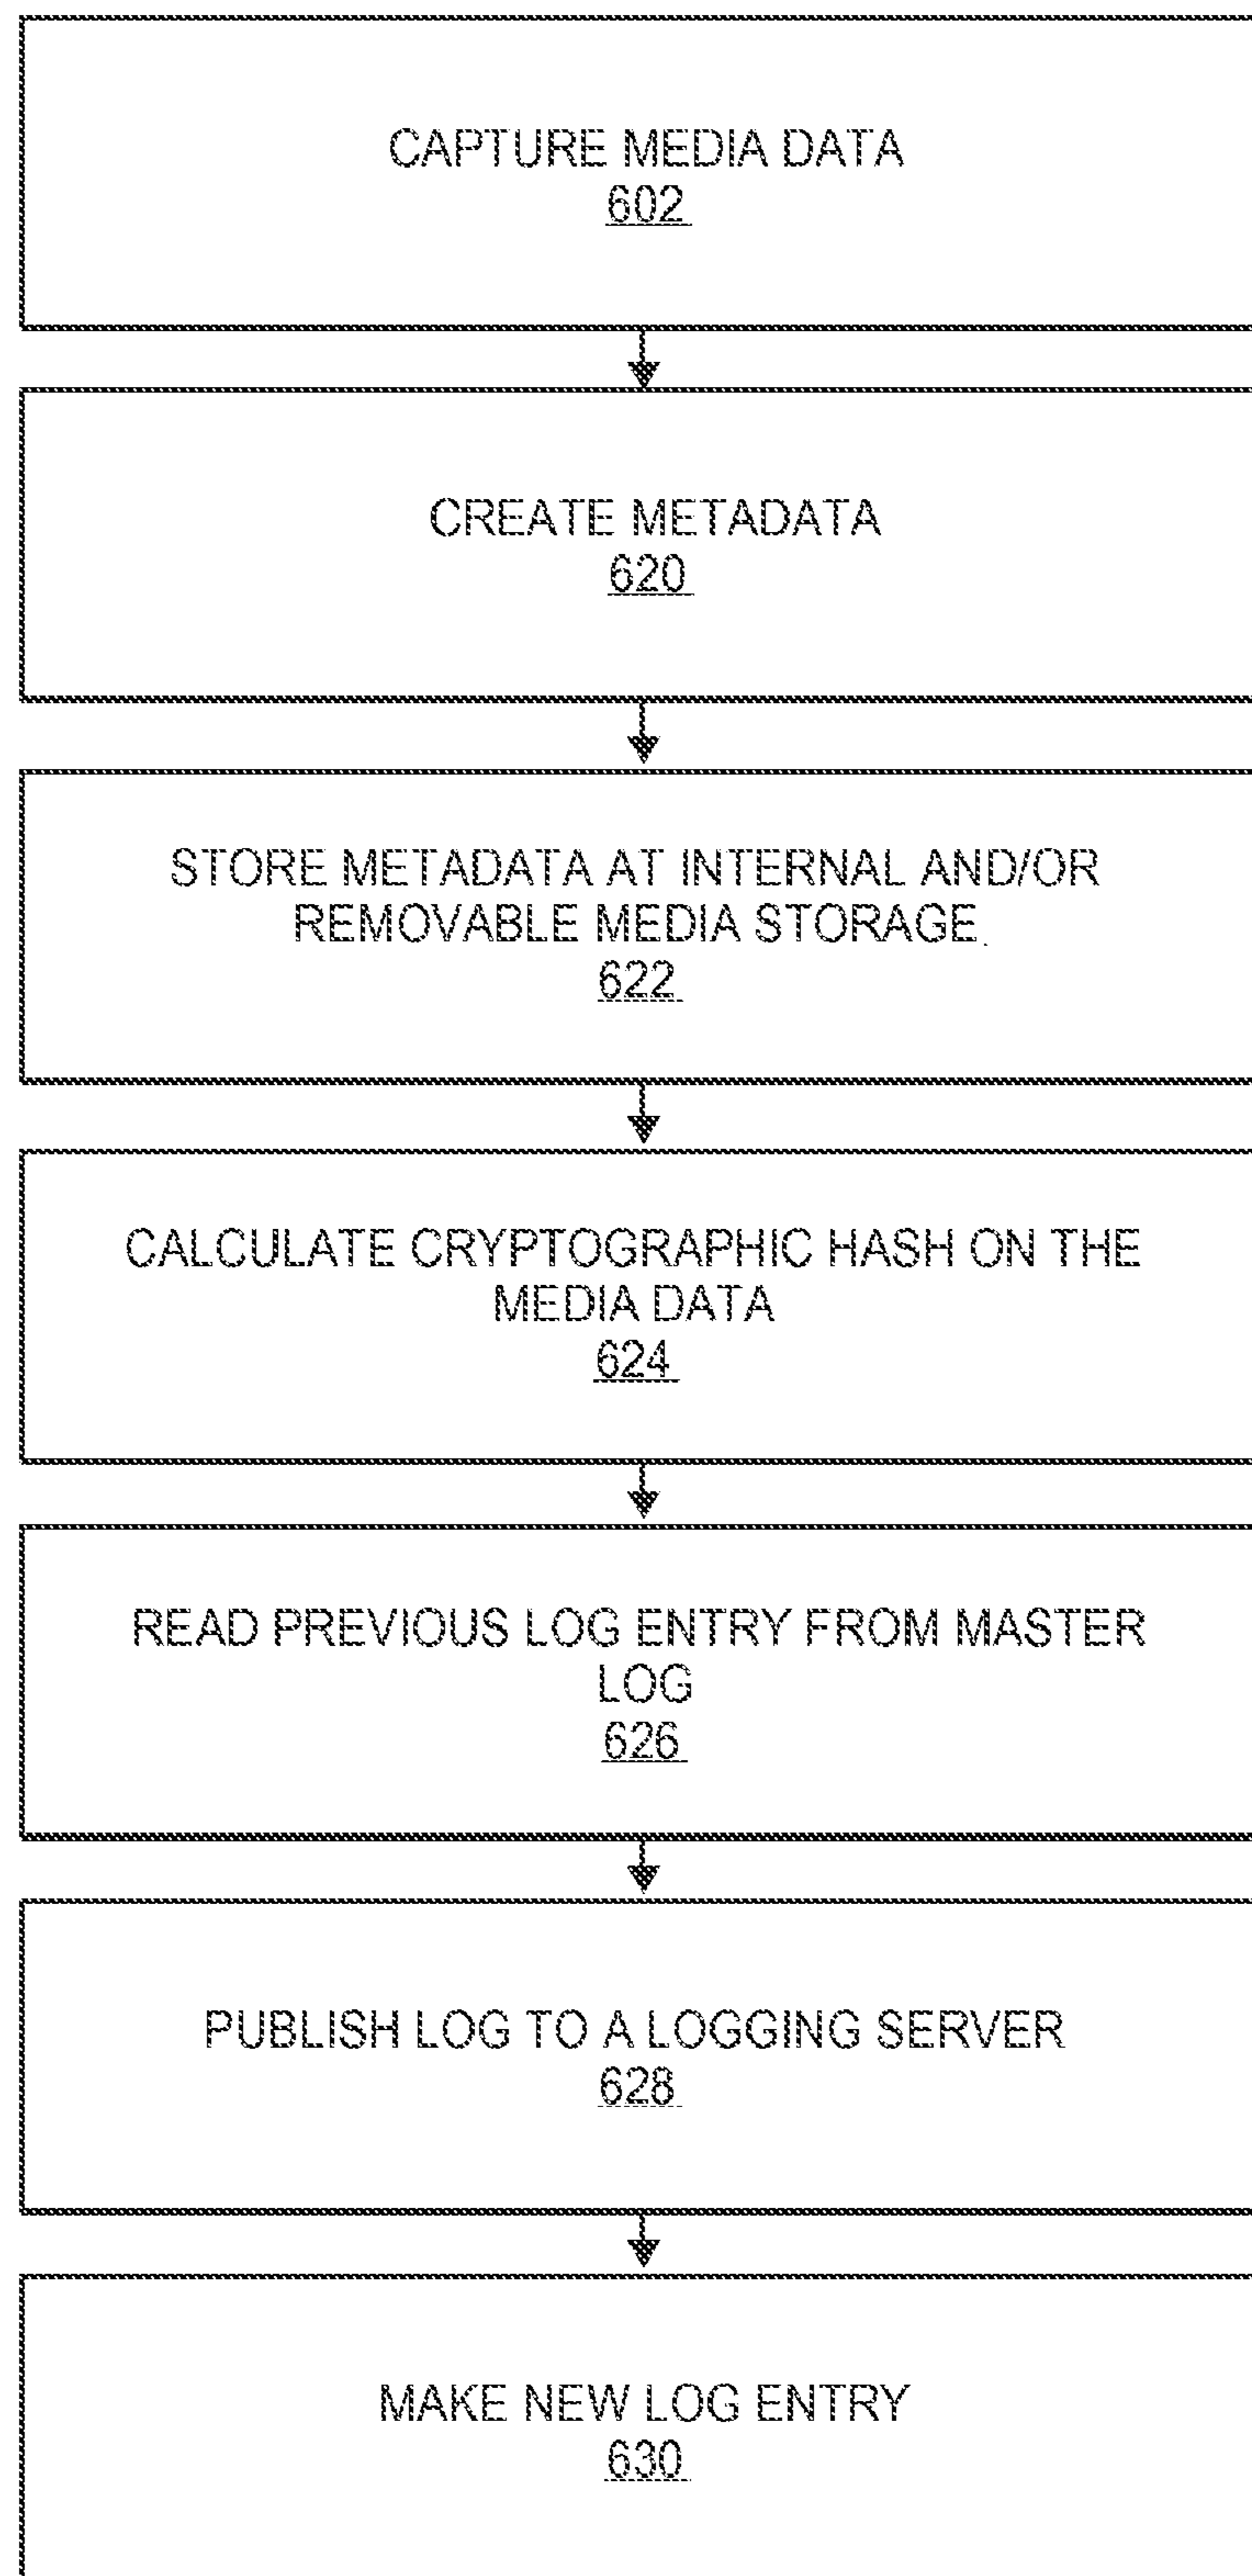 CAPTURE MEDIA DATA
602
CREATE METADATA
620
STORE METADATA AT INTERNAL AND/OR
REMOVABLE MEDIA STORAGE
622
CALCULATE CRYPTOGRAPHIC HASH ON THE
MEDIA DATA
624
READ PREVIOUS LOG ENTRY FROM MASTER
LOG
626
PUBLISH LOG TO A LOGGING SERVER
628
MAKE NEW LOG ENTRY
630